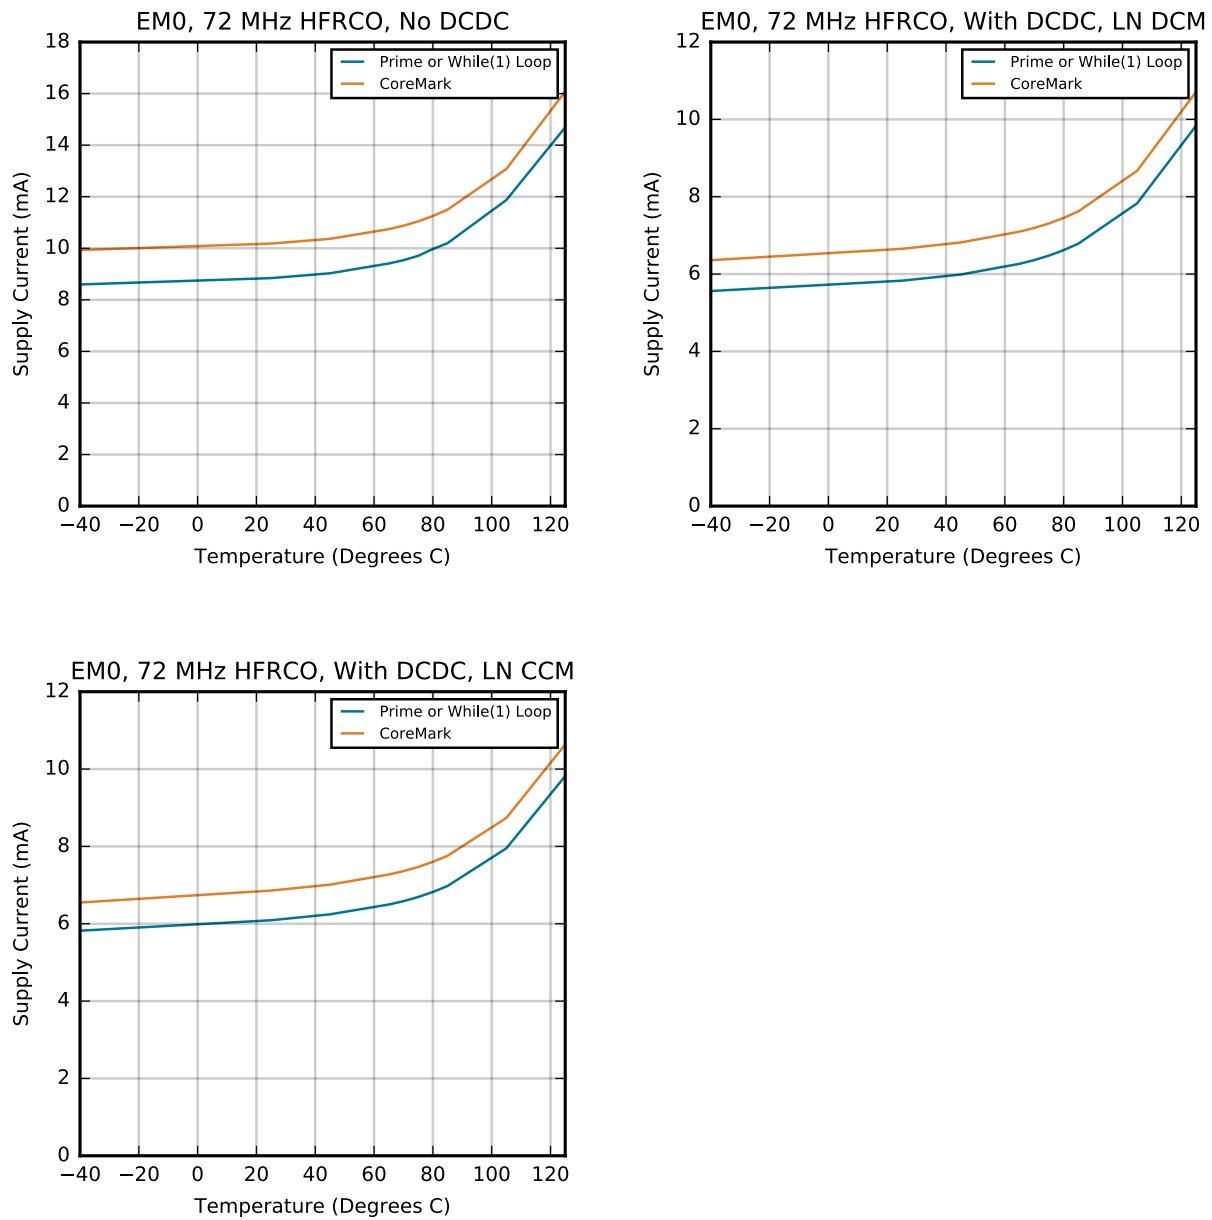 EM0, 72 MHz HFRCO, No DCDC
18
16
14
12
10
8
6
4
2
0
Supply Current (mA)
Prime or While(1) Loop
CoreMark
−40 −20 0 20 40 60 80 100 120
Temperature (Degrees C)
EM0, 72 MHz HFRCO, With DCDC, LN DCM
12
10
8
6
4
2
0
Supply Current (mA)
Prime or While(1) Loop
CoreMark
−40 −20 0 20 40 60 80 100 120
Temperature (Degrees C)
EM0, 72 MHz HFRCO, With DCDC, LN CCM
12
10
8
6
4
2
0
Supply Current (mA)
Prime or While(1) Loop
CoreMark
−40 −20 0 20 40 60 80 100 120
Temperature (Degrees C)